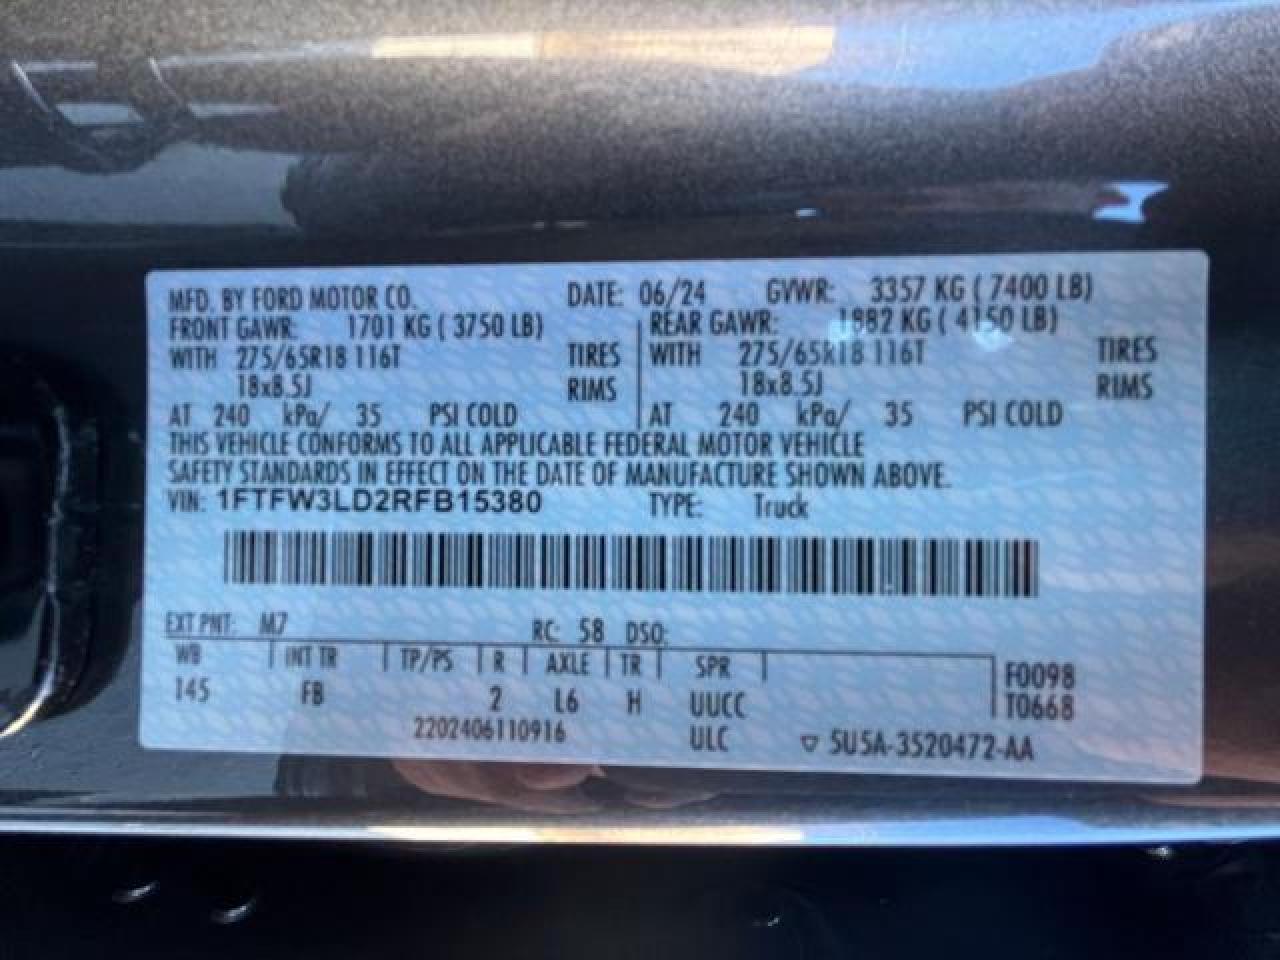 MFD. BY FORD MOTOR CO. DATE: 06/24 GVWR: 3357 KG ( 7400 LB)
FRONT GAWR: 1701 KG ( 3750 LB) REAR GAWR: 1882 KG ( 4150 LB)
WITH 275/65R18 116T TIRES WITH 275/65R18 116T TIRES
18x8.5J RIMS 18x8.5J RIMS
AT 240 kPa/ 35 PSI COLD AT 240 kPa/ 35 PSI COLD
THIS VEHICLE CONFORMS TO ALL APPLICABLE FEDERAL MOTOR VEHICLE
SAFETY STANDARDS IN EFFECT ON THE DATE OF MANUFACTURE SHOWN ABOVE.
VIN: 1FTFW3LD2RFB15380 TYPE: Truck
EXT PNT: M7 RC: 58 DSO:
WB INT TR TP/PS R AXLE TR SPR F0098
145 FB 2 L6 H UUCC T0668
2202406110916 ULC ▽ 5U5A-3520472-AA